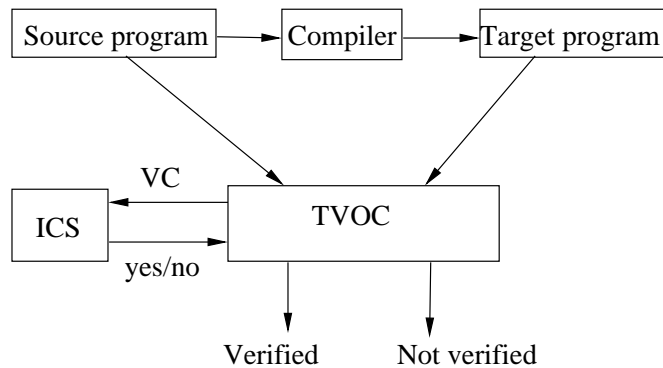 Source program
Compiler
Target program
VC
ICS
TVOC
yes/no
Verified
Not verified